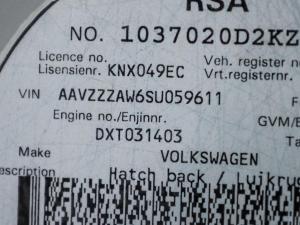 RSA
NO. 1037020D2KZ
Licence no. Veh. register n
Lisensienr. KNX049EC Vrt.registernr.
VIN AAVZZZAW6SU059611 F
Engine no./Enjinnr. GVM/B
DXT031403 T
Make VOLKSWAGEN
escription Hatch back / Luikrug